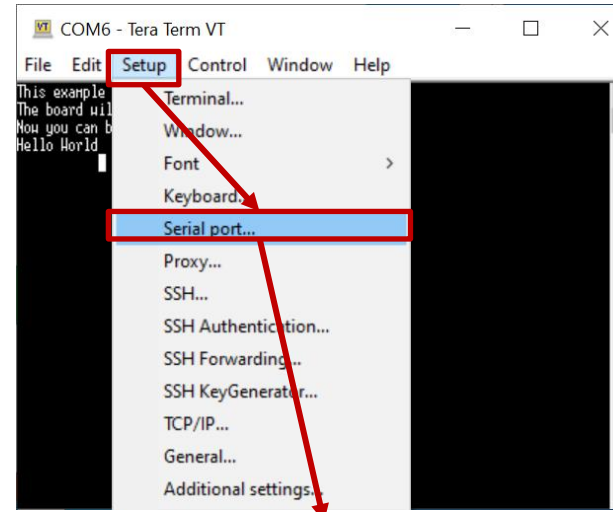 VT COM6 - Tera Term VT
File Edit Setup Control Window Help
This example
The board wil
Now you can b
Hello World
Terminal...
Window...
Font >
Keyboard...
Serial port...
Proxy...
SSH...
SSH Authentication...
SSH Forwarding...
SSH KeyGenerator...
TCP/IP...
General...
Additional settings...